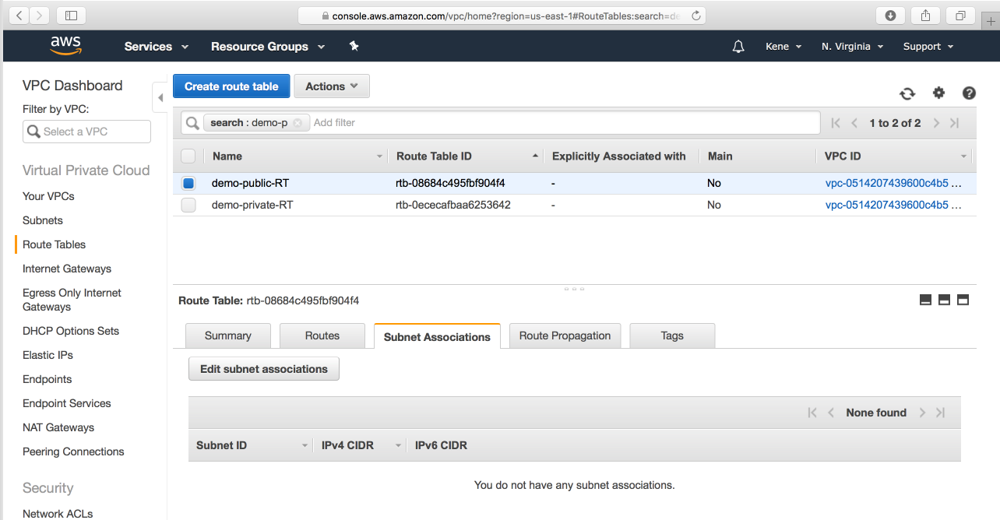 console.aws.amazon.com/vpc/home?region=us-east-1#RouteTables:search=de
aws Services Resource Groups Kene N. Virginia Support
VPC Dashboard
Filter by VPC:
Select a VPC
Virtual Private Cloud
Your VPCs
Subnets
Route Tables
Internet Gateways
Egress Only Internet
Gateways
DHCP Options Sets
Elastic IPs
Endpoints
Endpoint Services
NAT Gateways
Peering Connections
Security
Network ACLs
Create route table Actions
search : demo-p Add filter 1 to 2 of 2
Name Route Table ID Explicitly Associated with Main VPC ID
demo-public-RT rtb-08684c495fbf904f4 - No vpc-0514207439600c4b5 ...
demo-private-RT rtb-0ececafbaa6253642 - No vpc-0514207439600c4b5 ...
Route Table: rtb-08684c495fbf904f4
Summary Routes Subnet Associations Route Propagation Tags
Edit subnet associations
None found
Subnet ID IPv4 CIDR IPv6 CIDR
You do not have any subnet associations.